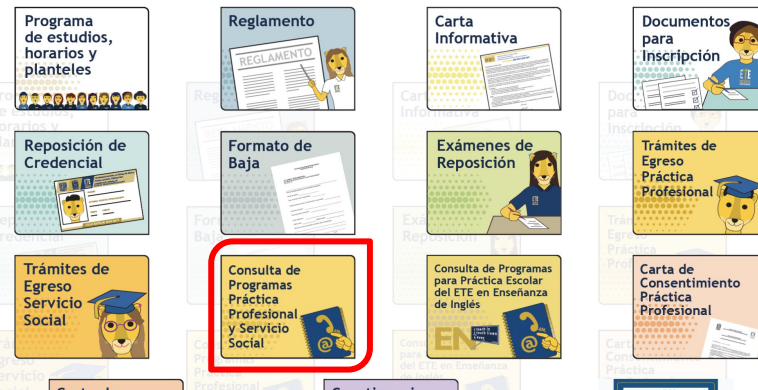 Programa
de estudios,
horarios y
planteles
Reglamento
REGLAMENTO
Carta
Informativa
Documentos
para
Inscripción
ETE
Reposición de
Credencial
Formato de
Baja
Exámenes de
Reposición
Trámites de
Egreso
Práctica
Profesional
Trámites de
Egreso
Servicio
Social
Consulta de
Programas
Práctica
Profesional
y Servicio
Social
@
Consulta de Programas
para Práctica Escolar
del ETE en Enseñanza
de Inglés
EN
@
Carta de
Consentimiento
Práctica
Profesional